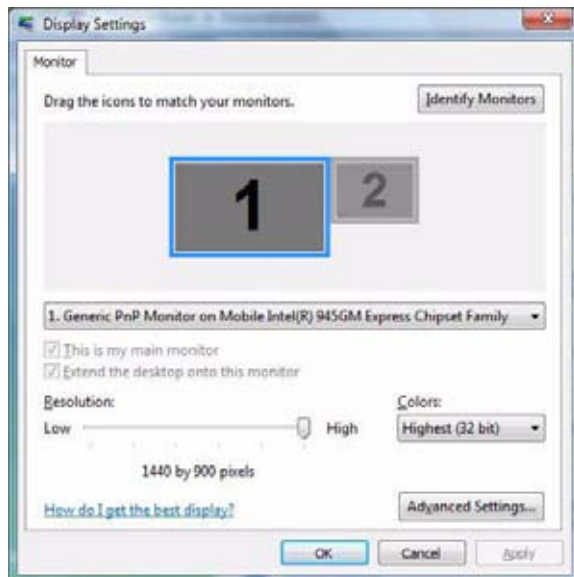 Display Settings
Monitor
Drag the icons to match your monitors.
Identify Monitors
1
2
1. Generic PnP Monitor on Mobile Intel(R) 945GM Express Chipset Family
This is my main monitor
Extend the desktop onto this monitor
Resolution:
Colors:
Low
High
Highest (32 bit)
1440 by 900 pixels
How do I get the best display?
Advanced Settings...
OK
Cancel
Apply